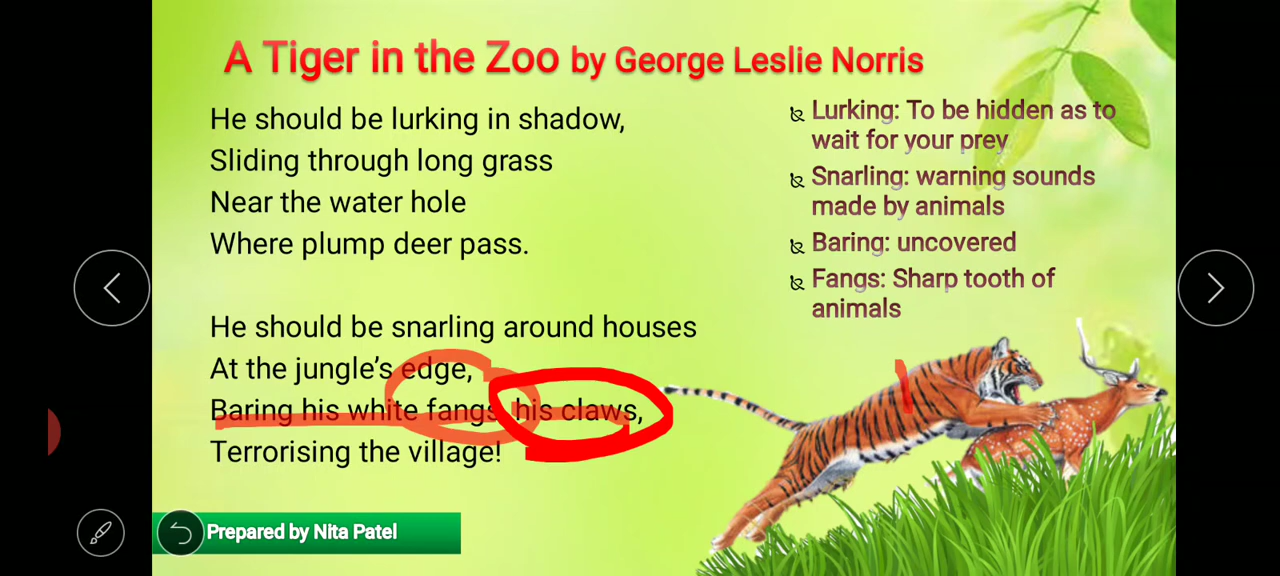 A Tiger in the Zoo by George Leslie Norris
He should be lurking in shadow,
Sliding through long grass
Near the water hole
Where plump deer pass.
He should be snarling around houses
At the jungle’s edge,
Baring his white fangs his claws,
Terrorising the village!
Lurking: To be hidden as to
wait for your prey
Snarling: warning sounds
made by animals
Baring: uncovered
Fangs: Sharp tooth of
animals
Prepared by Nita Patel